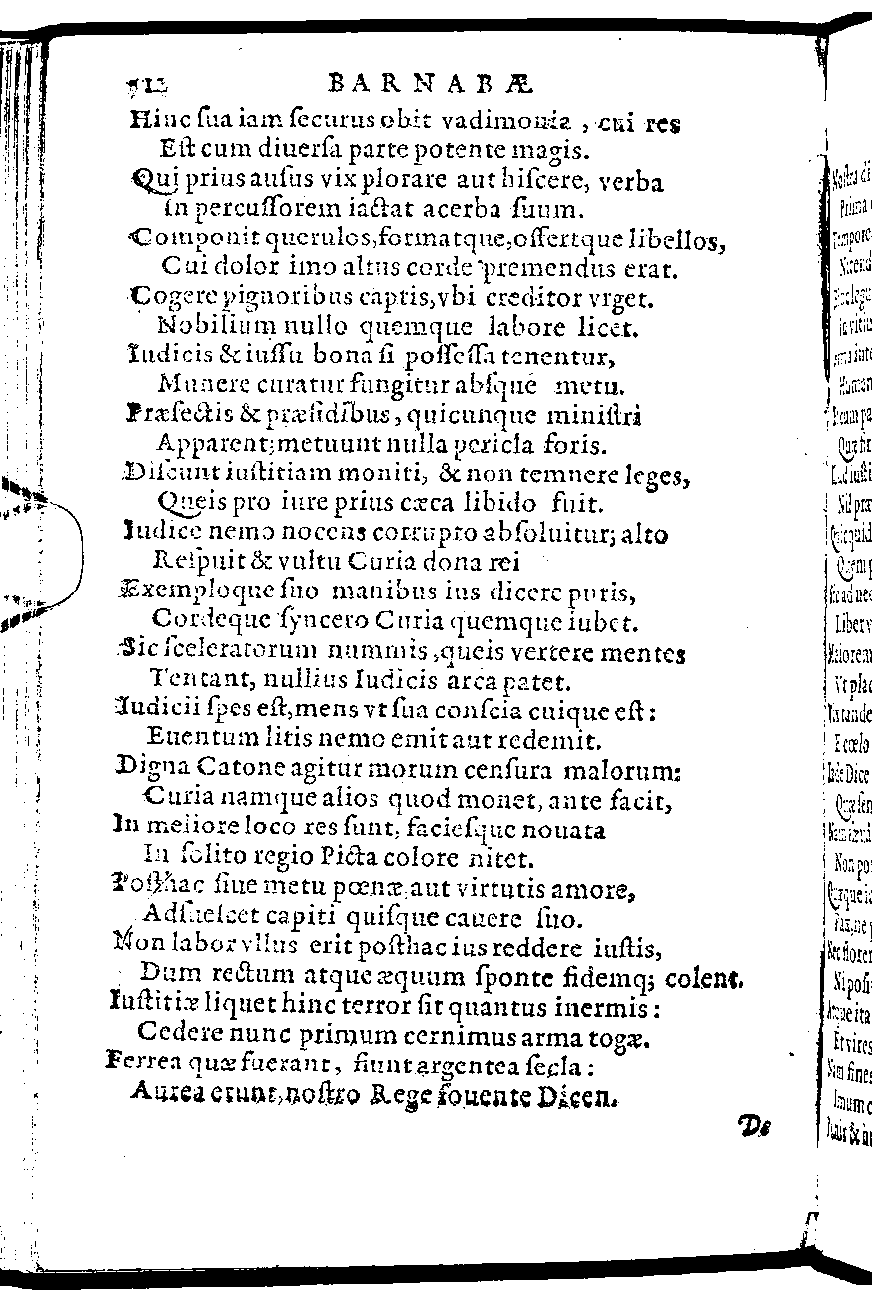 512 BARNABÆ
Hinc ſua iam ſecurus obit vadimonia , cui res
Eſt cum diuerſa parte potente magis.
Qui prius auſus vix plorare aut hiſcere, verba
In percuſſorem iactat acerba ſuum.
Componit querulos, formatque, offertque libellos,
Cui dolor imo altus corde premendus erat.
Cogere pignoribus captis, vbi creditor vrget.
Nobilium nullo quemque labore licet.
Iudicis & iuſſu bona ſi poſſeſſa tenentur,
Munere curatur fungitur abſque metu.
Præfectis & præſidibus, quicunque miniſtri
Apparent; metuunt nulla pericla foris.
Diſcunt iuſtitiam moniti, & non temnere leges,
Queis pro iure prius cæca libido fuit.
Iudice nemo nocens corrupto abſoluitur; alto
Reſpuit & vultu Curia dona rei
Exemploque ſuo manibus ius dicere puris,
Cordeque ſyncero Curia quemque iubet.
Sic ſceleratorum nummis, queis vertere mentes
Tentant, nullius Iudicis arca patet.
Iudicii ſpes eſt, mens vt ſua conſcia cuique eſt :
Euentum litis nemo emit aut redemit.
Digna Catone agitur morum cenſura malorum:
Curia namque alios quod monet, ante facit,
In meliore loco res ſunt, facieſque nouata
In ſolito regio Picta colore nitet.
Poſthac ſiue metu pœnæ, aut virtutis amore,
Adſueſcet capiti quiſque cauere ſuo.
Non labor vllus erit poſthac ius reddere iuſtis,
Dum rectum atque æquum ſponte fidemq; colent.
Iuſtitiæ liquet hinc terror ſit quantus inermis :
Cedere nunc primum cernimus arma togæ.
Ferrea quæ fuerant, fiunt argentea ſecla :
Aurea erunt, noſtro Rege fouente Dicen.
De